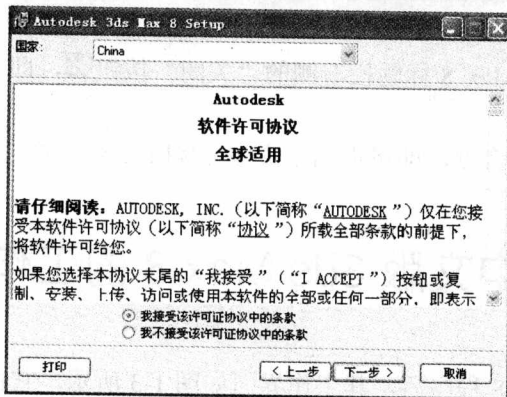 Autodesk 3ds Max 8 Setup
国家:
China
Autodesk
软件许可协议
全球适用
请仔细阅读：AUTODESK, INC.（以下简称“AUTODESK”）仅在您接
受本软件许可协议（以下简称“协议”）所载全部条款的前提下，
将软件许可给您。
如果您选择本协议末尾的“我接受”（“I ACCEPT”）按钮或复
制、安装、上传、访问或使用本软件的全部或任何一部分，即表示
我接受该许可证协议中的条款
我不接受该许可证协议中的条款
打印
< 上一步
下一步 >
取消